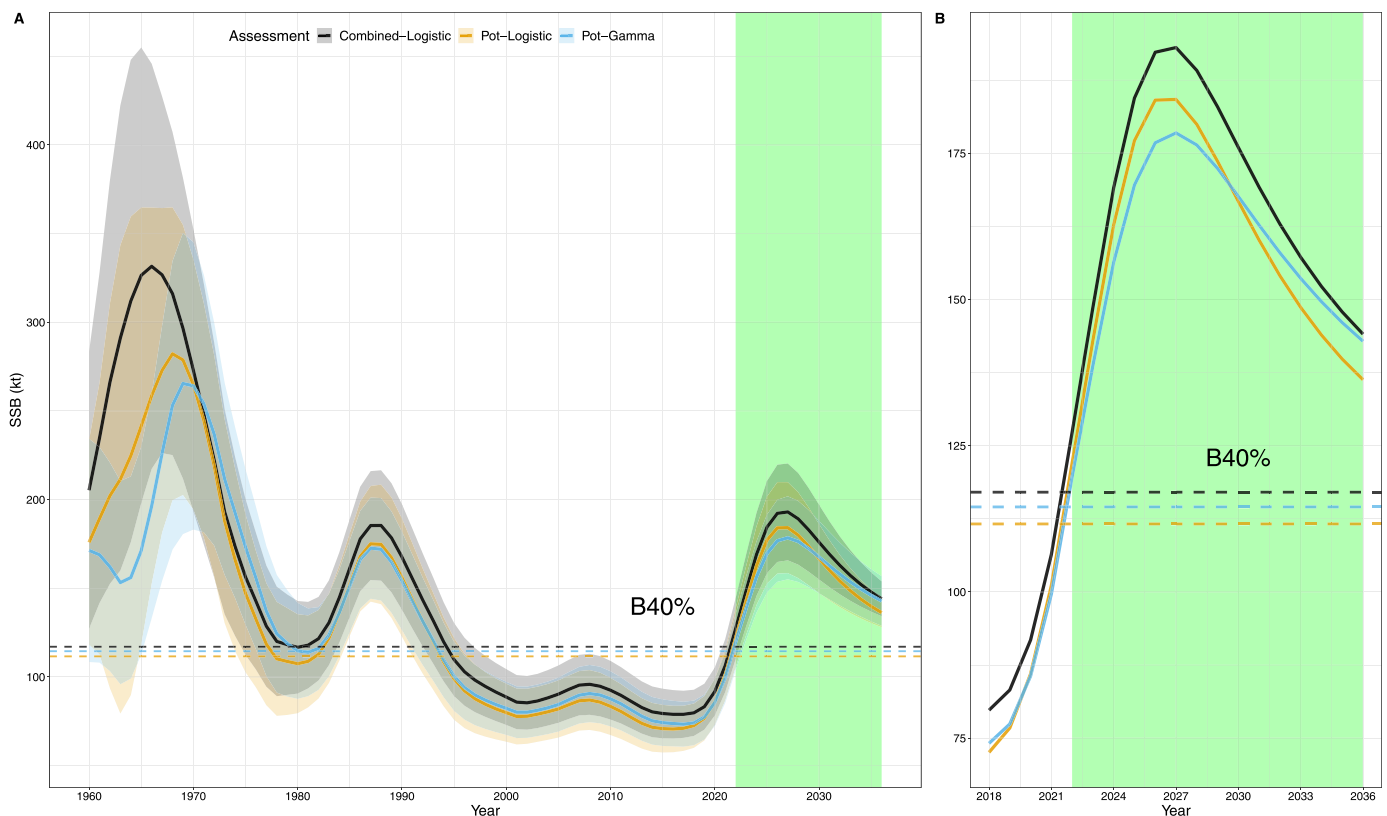 A
Assessment Combined–Logistic Pot–Logistic Pot–Gamma
SSB (kt)
400
300
200
100
B40%
1960 1970 1980 1990 2000 2010 2020 2030
Year
B
175
150
125
100
75
B40%
2018 2021 2024 2027 2030 2033 2036
Year